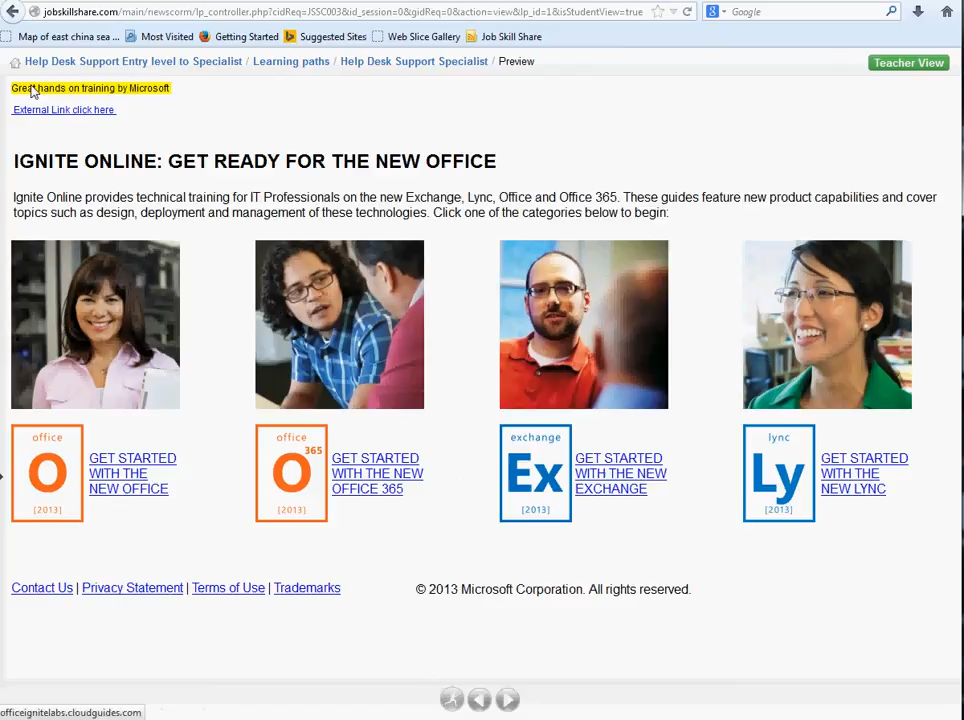 jobskillshare.com/main/newscorm/lp_controller.php?cidReq=JSSC003&id_session=0&gidReq=0&action=view&lp_id=1&isStudentView=true
Google
Map of east china sea ...
Most Visited
Getting Started
Suggested Sites
Web Slice Gallery
Job Skill Share
Help Desk Support Entry level to Specialist / Learning paths / Help Desk Support Specialist / Preview
Teacher View
Great hands on training by Microsoft
External Link click here
IGNITE ONLINE: GET READY FOR THE NEW OFFICE
Ignite Online provides technical training for IT Professionals on the new Exchange, Lync, Office and Office 365. These guides feature new product capabilities and cover
topics such as design, deployment and management of these technologies. Click one of the categories below to begin:
office
O
[2013]
GET STARTED
WITH THE
NEW OFFICE
office
365
O
[2013]
GET STARTED
WITH THE NEW
OFFICE 365
exchange
Ex
[2013]
GET STARTED
WITH THE NEW
EXCHANGE
lync
Ly
[2013]
GET STARTED
WITH THE
NEW LYNC
Contact Us | Privacy Statement | Terms of Use | Trademarks
© 2013 Microsoft Corporation. All rights reserved.
officeignitelabs.cloudguides.com